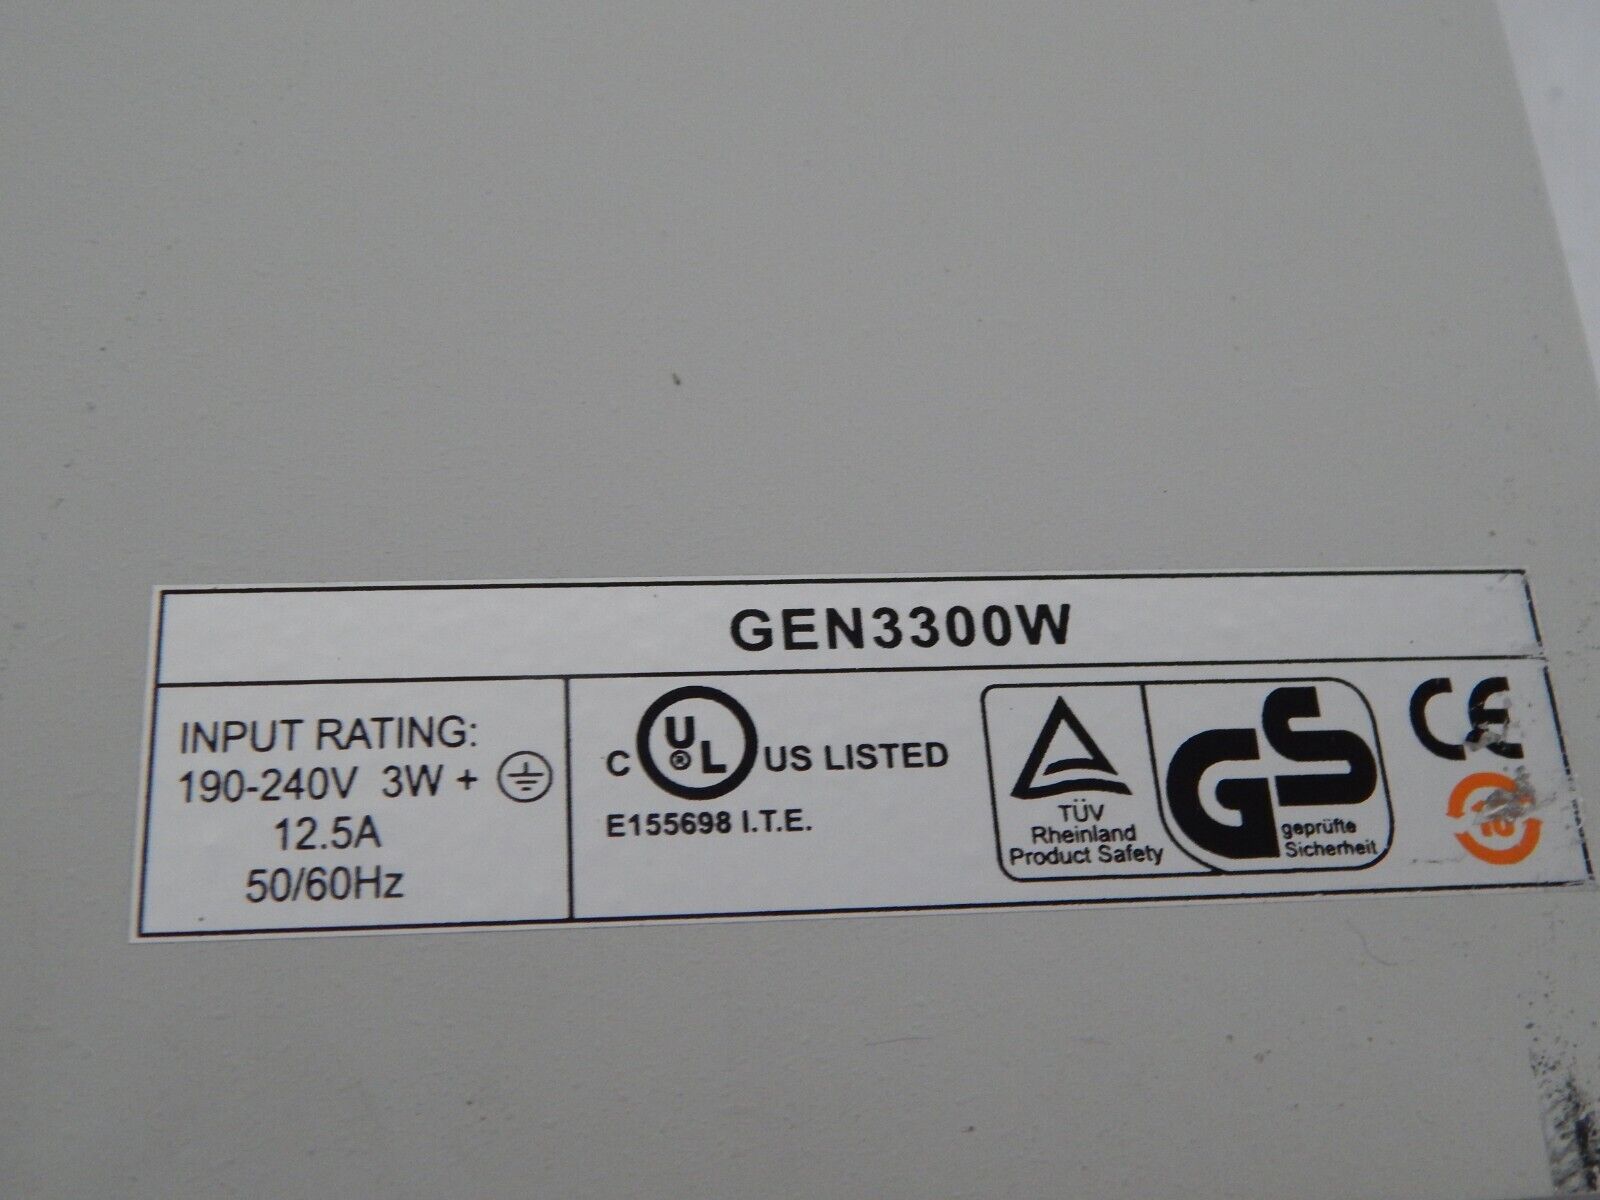 GEN3300W
INPUT RATING:
190-240V 3W +
12.5A
50/60Hz
C UL ® US LISTED
E155698 I.T.E.
TÜV
Rheinland
Product Safety
GS
geprüfte
Sicherheit
CE